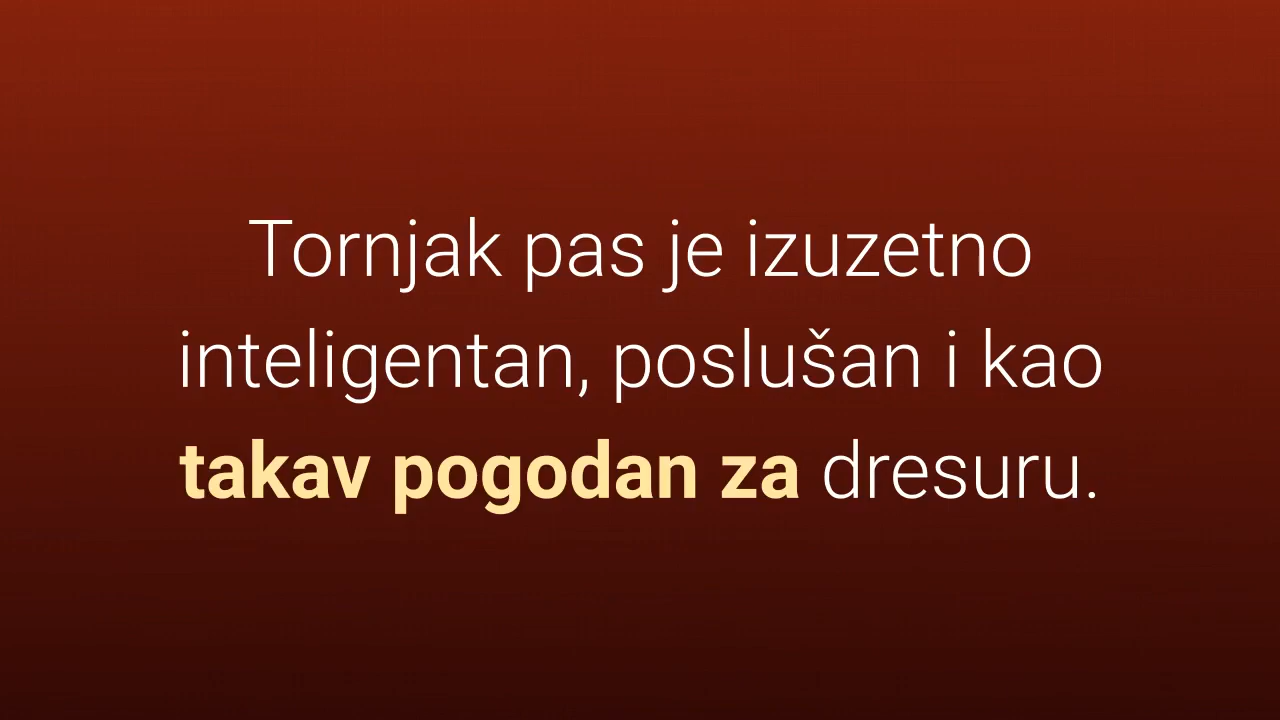 Tornjak pas je izuzetno
inteligentan, poslušan i kao
takav pogodan za dresuru.